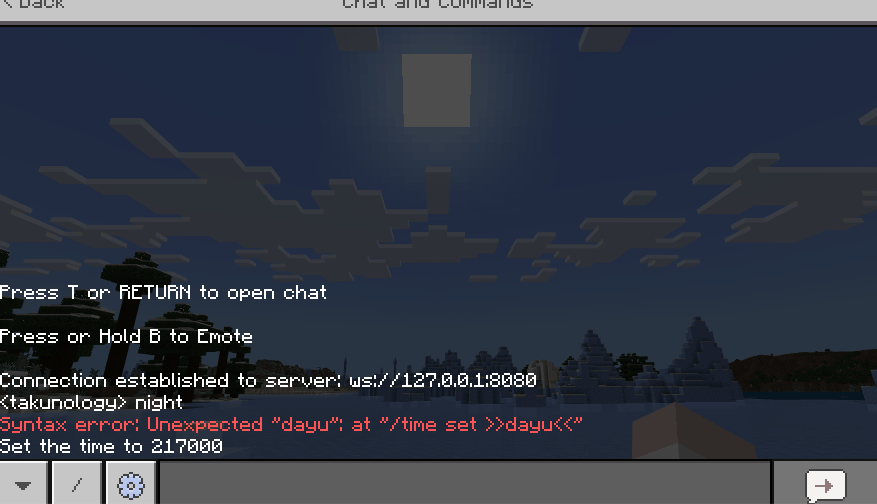 < Back
Chat and Commands
Press T or RETURN to open chat
Press or Hold B to Emote
Connection established to server: ws://127.0.0.1:8080
<takunology> night
Syntax error: Unexpected "dayu": at "/time set >>dayu<<"
Set the time to 217000
/